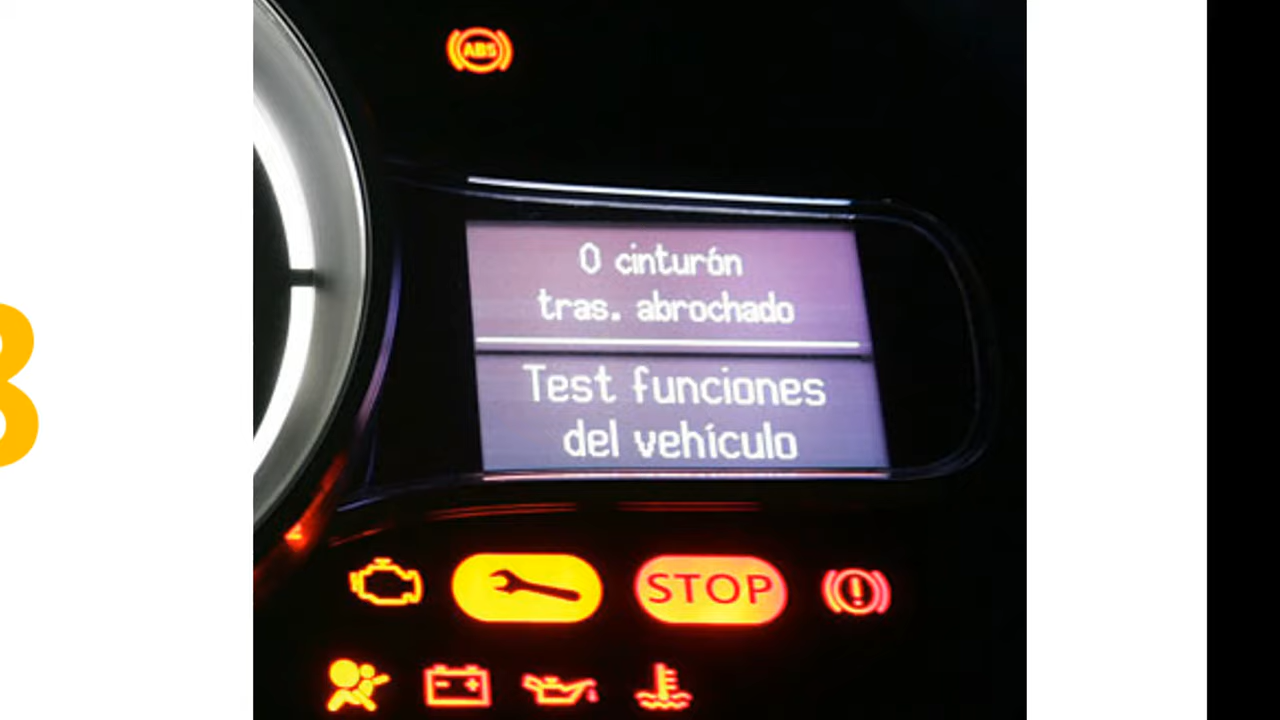 ABS
0 cinturón
tras. abrochado
Test funciones
del vehículo
STOP